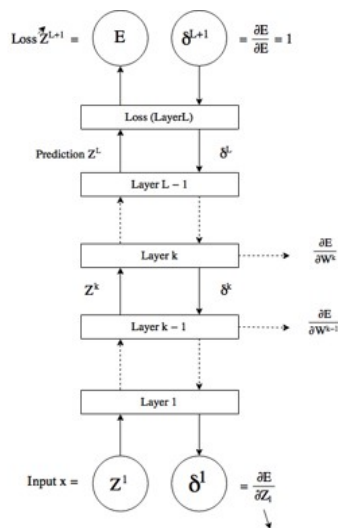 Loss Z^{L+1} = E δ^{L+1} = ∂E/∂E = 1
Loss (LayerL)
Prediction Z^L δ^L
Layer L − 1
Layer k ∂E/∂W^k
Z^k δ^k
Layer k − 1 ∂E/∂W^{k-1}
Layer 1
Input x = Z^1 δ^1 = ∂E/∂Z_1